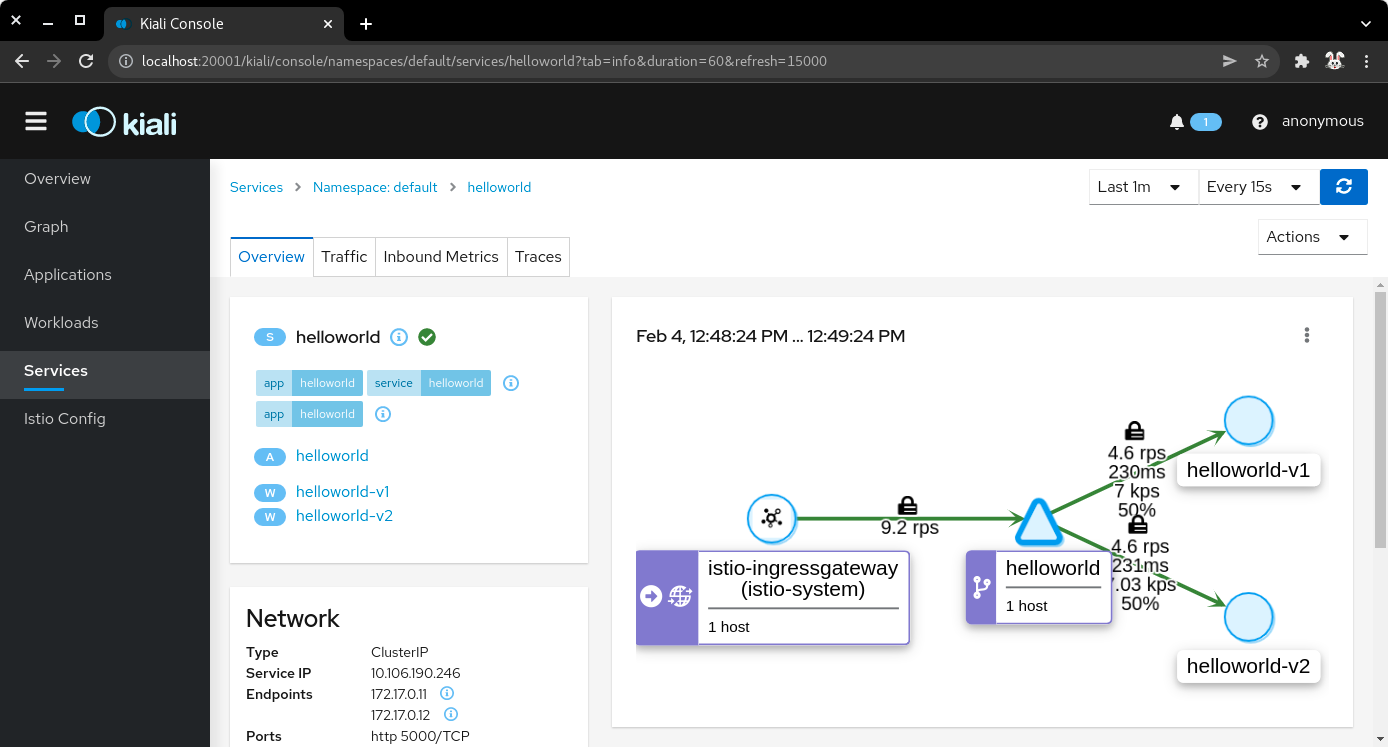 Kiali Console
localhost:20001/kiali/console/namespaces/default/services/helloworld?tab=info&duration=60&refresh=15000
kiali
1
anonymous
Overview
Graph
Applications
Workloads
Services
Istio Config
Services > Namespace: default > helloworld
Last 1m
Every 15s
Actions
Overview Traffic Inbound Metrics Traces
S helloworld
app helloworld service helloworld
app helloworld
A helloworld
W helloworld-v1
W helloworld-v2
Network
Type ClusterIP
Service IP 10.106.190.246
Endpoints 172.17.0.11
172.17.0.12
Ports http 5000/TCP
Feb 4, 12:48:24 PM ... 12:49:24 PM
4.6 rps
230ms
7 kps
50%
helloworld-v1
9.2 rps
istio-ingressgateway
(istio-system)
1 host
helloworld
1 host
4.6 rps
231ms
.03 kps
50%
helloworld-v2